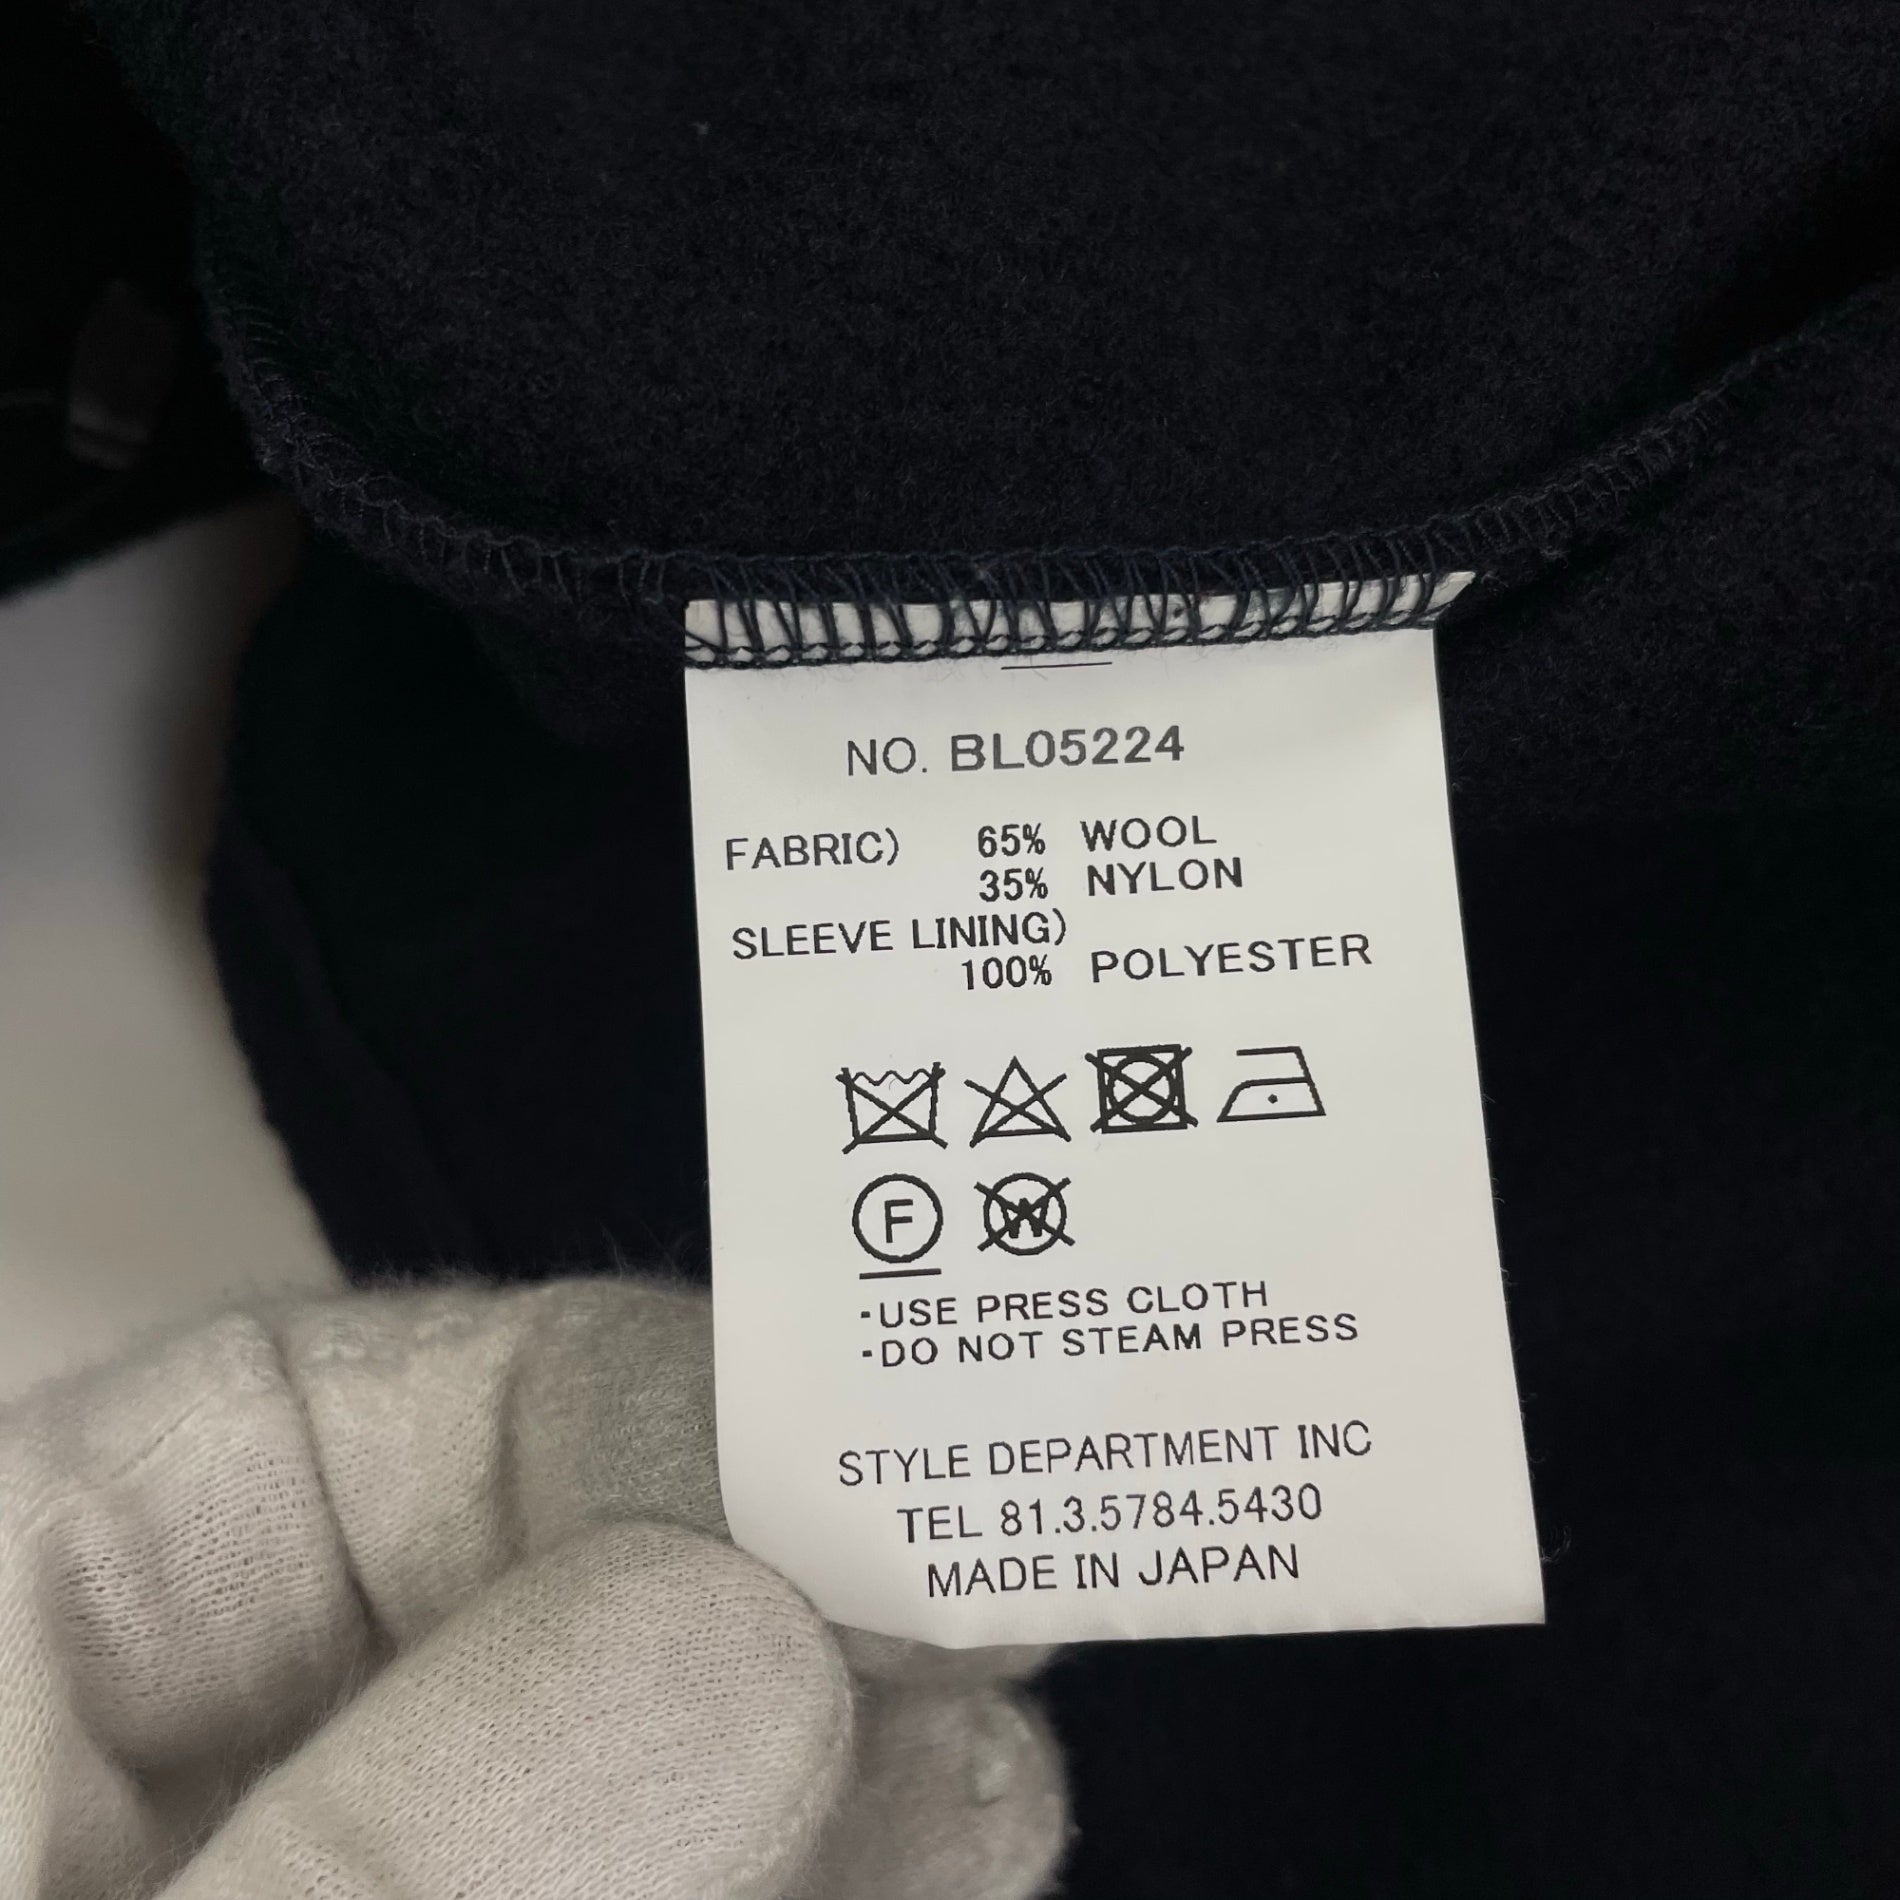 NO. BL05224
FABRIC) 65% WOOL
35% NYLON
SLEEVE LINING)
100% POLYESTER
F W
-USE PRESS CLOTH
-DO NOT STEAM PRESS
STYLE DEPARTMENT INC
TEL 81.3.5784.5430
MADE IN JAPAN